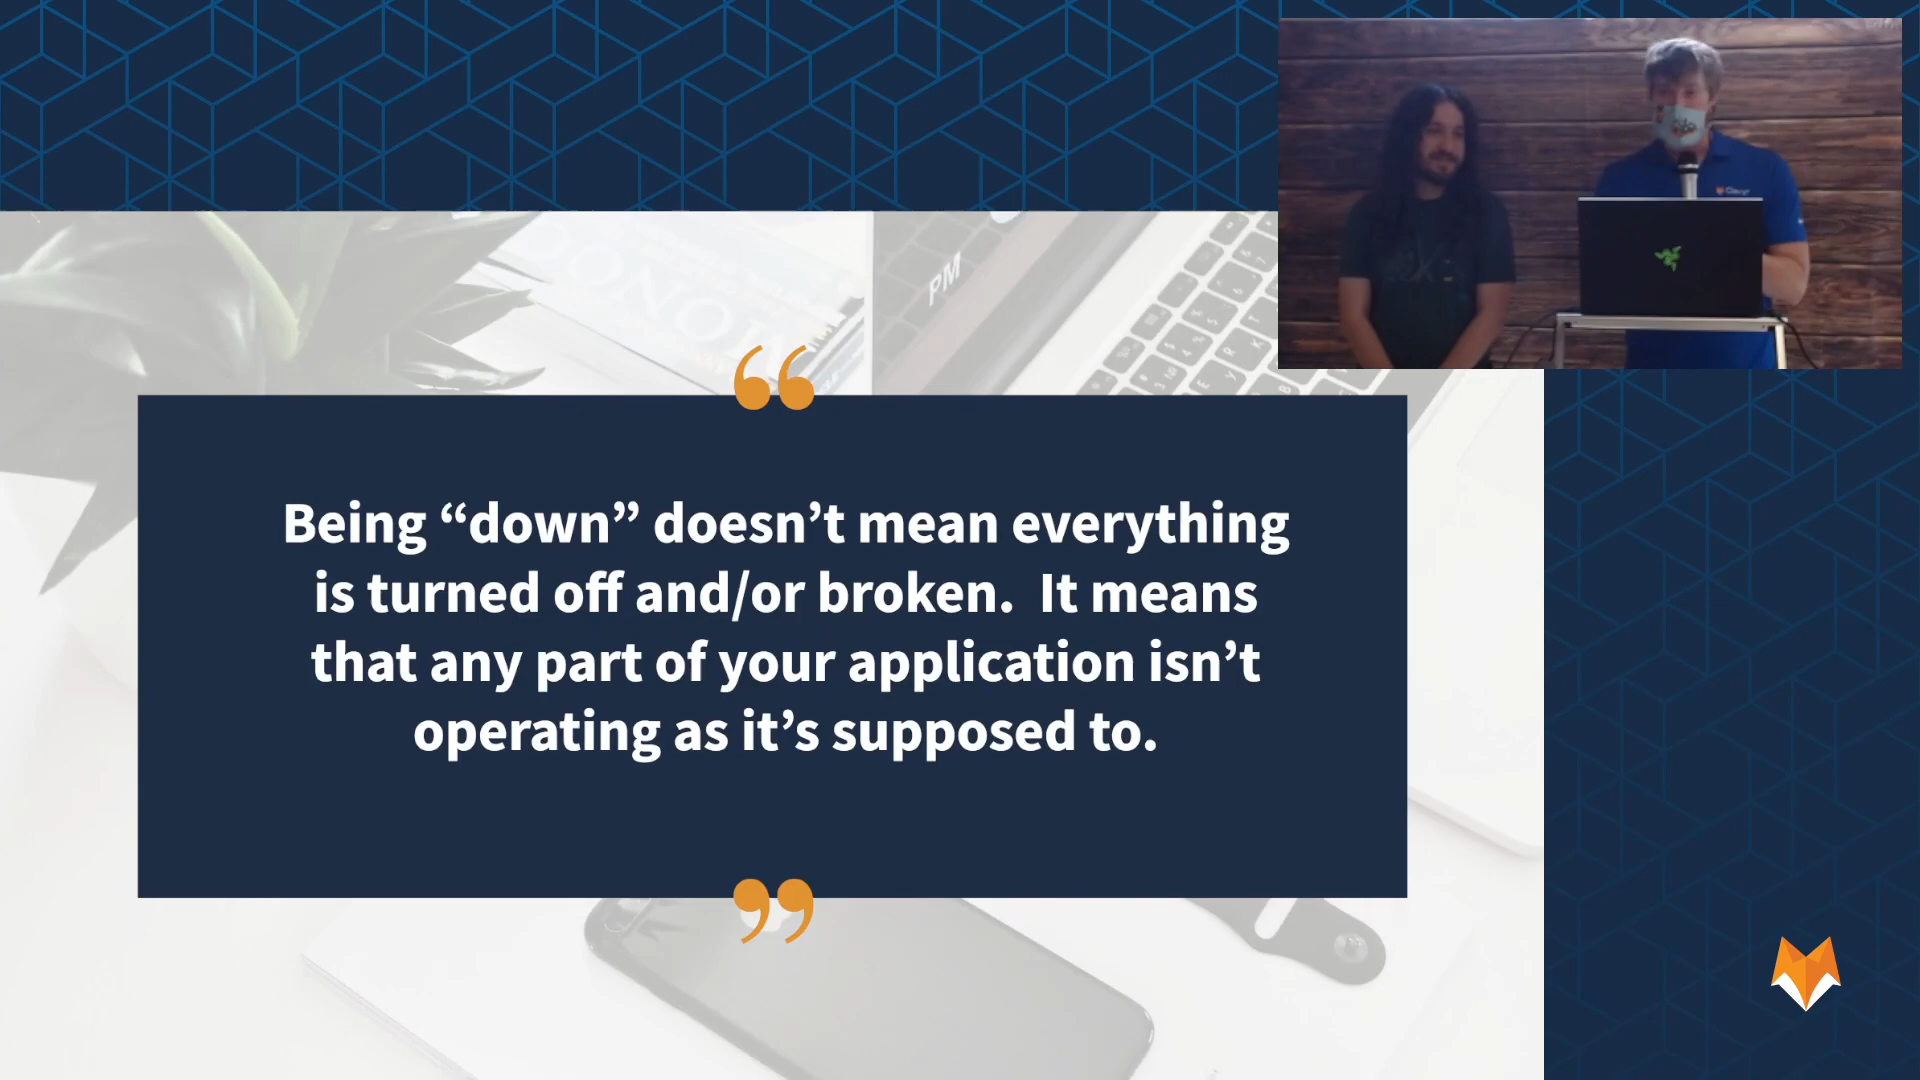 PM
“
Being “down” doesn’t mean everything
is turned off and/or broken.  It means
that any part of your application isn’t
operating as it’s supposed to.
”